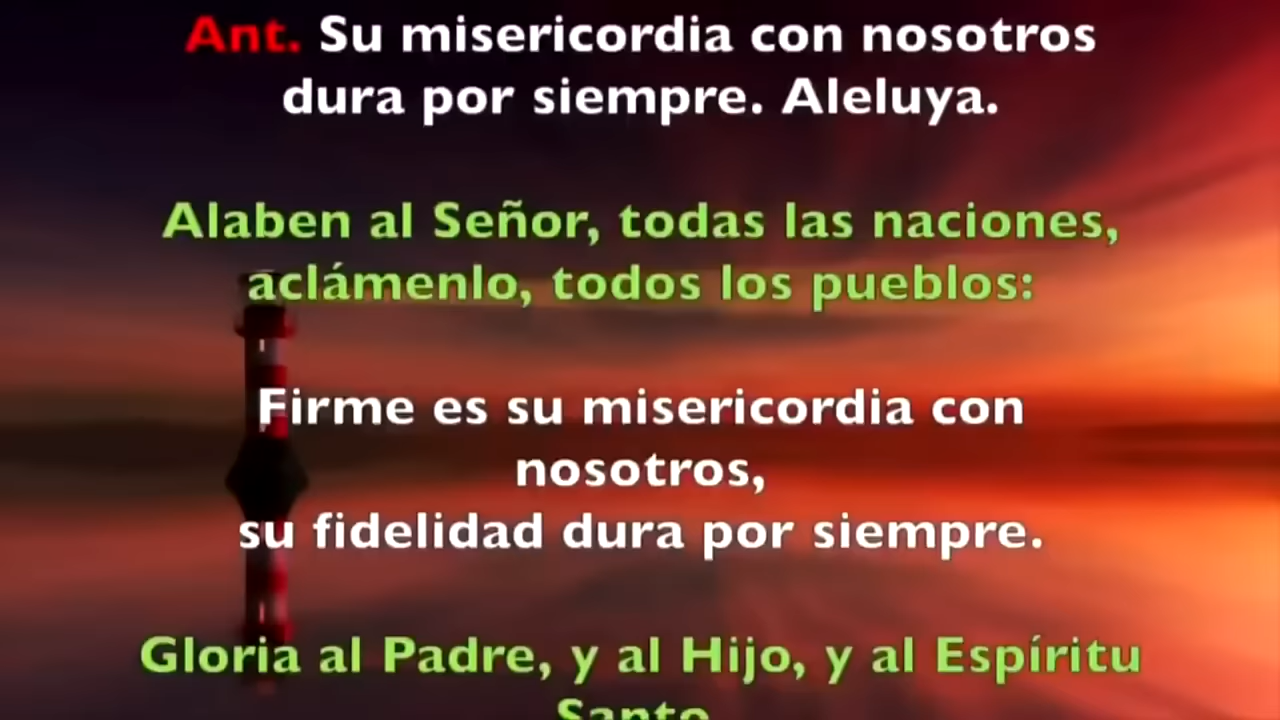 Ant. Su misericordia con nosotros
dura por siempre. Aleluya.
Alaben al Señor, todas las naciones,
aclámenlo, todos los pueblos:
Firme es su misericordia con
nosotros,
su fidelidad dura por siempre.
Gloria al Padre, y al Hijo, y al Espíritu
Santo